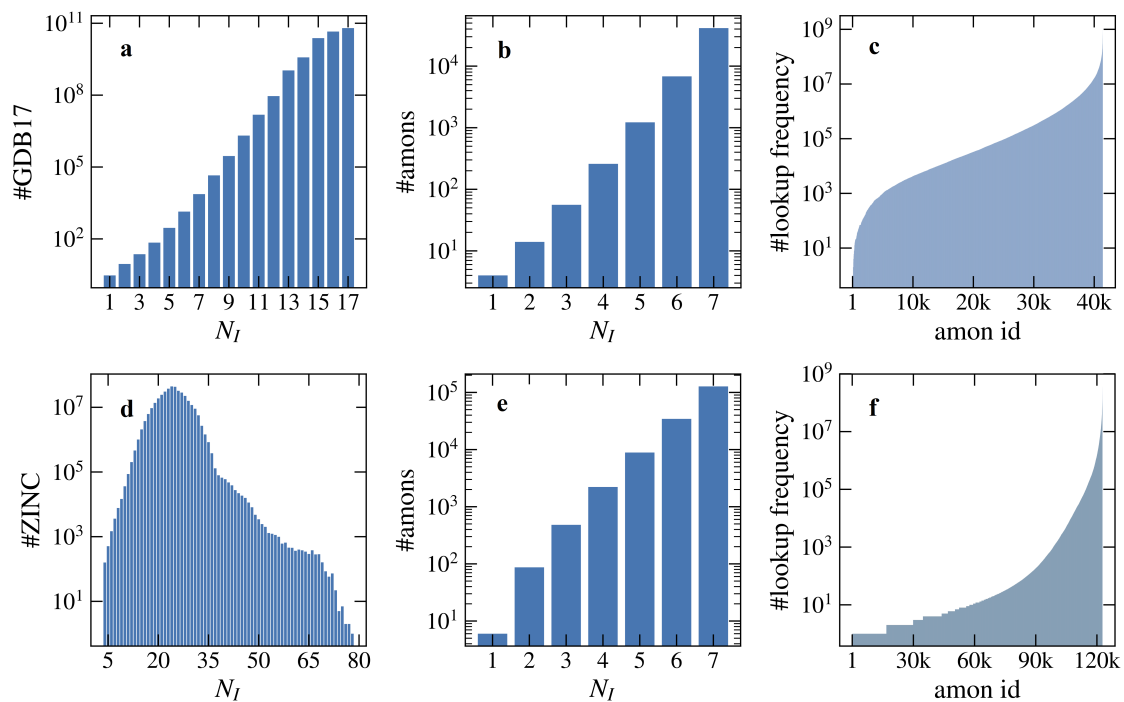 a
#GDB17
10^11
10^8
10^5
10^2
1 3 5 7 9 11 13 15 17
N_I
b
#amons
10^4
10^3
10^2
10^1
1 2 3 4 5 6 7
N_I
c
#lookup frequency
10^9
10^7
10^5
10^3
10^1
1 10k 20k 30k 40k
amon id
d
#ZINC
10^7
10^5
10^3
10^1
5 20 35 50 65 80
N_I
e
#amons
10^5
10^4
10^3
10^2
10^1
1 2 3 4 5 6 7
N_I
f
#lookup frequency
10^9
10^7
10^5
10^3
10^1
1 30k 60k 90k 120k
amon id